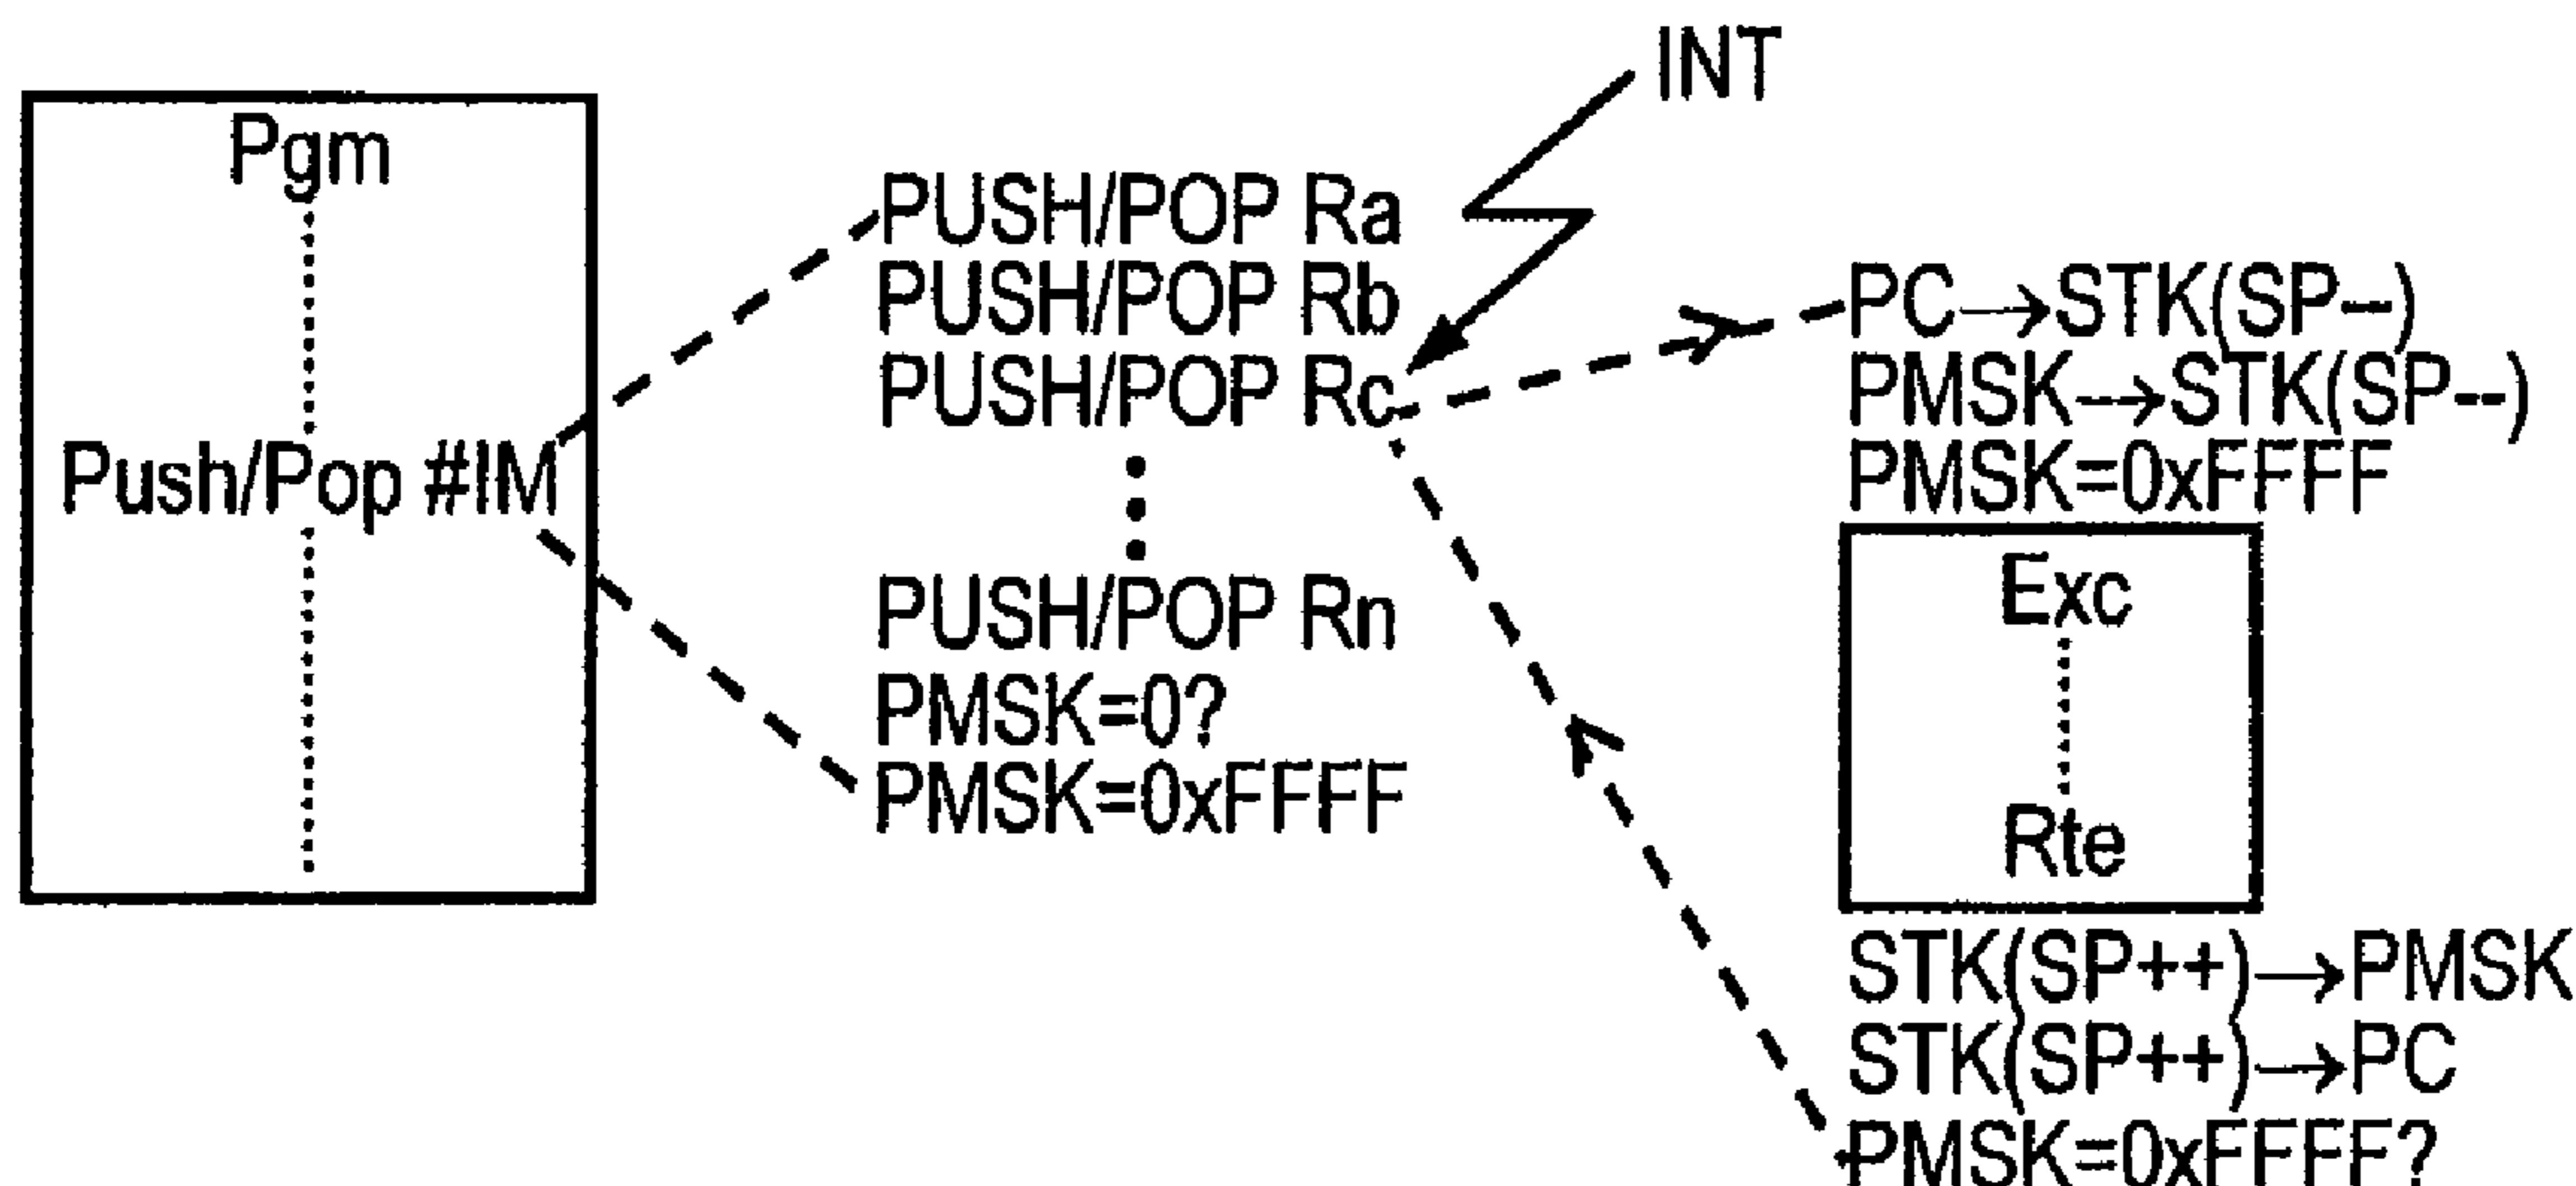 Pgm
Push/Pop #IM
PUSH/POP Ra
PUSH/POP Rb
PUSH/POP Rc
PUSH/POP Rn
PMSK=0?
PMSK=0xFFFF
INT
PC→STK(SP--)
PMSK→STK(SP--)
PMSK=0xFFFF
Exc
Rte
STK(SP++)→PMSK
STK(SP++)→PC
PMSK=0xFFFF?